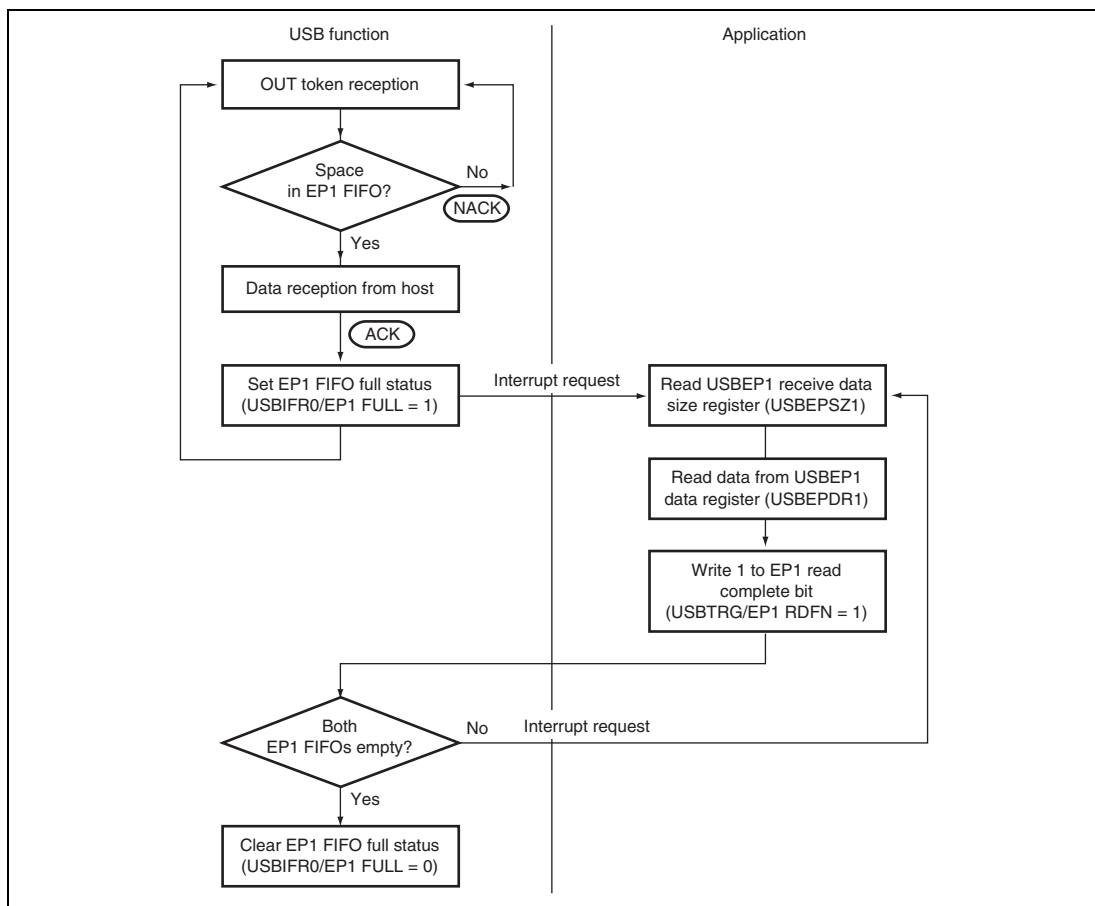 USB function
Application
OUT token reception
Space
in EP1 FIFO?
No
NACK
Yes
Data reception from host
ACK
Set EP1 FIFO full status
(USBIFR0/EP1 FULL = 1)
Interrupt request
Read USBEP1 receive data
size register (USBEPSZ1)
Read data from USBEP1
data register (USBEPDR1)
Write 1 to EP1 read
complete bit
(USBTRG/EP1 RDFN = 1)
Both
EP1 FIFOs empty?
No
Interrupt request
Yes
Clear EP1 FIFO full status
(USBIFR0/EP1 FULL = 0)